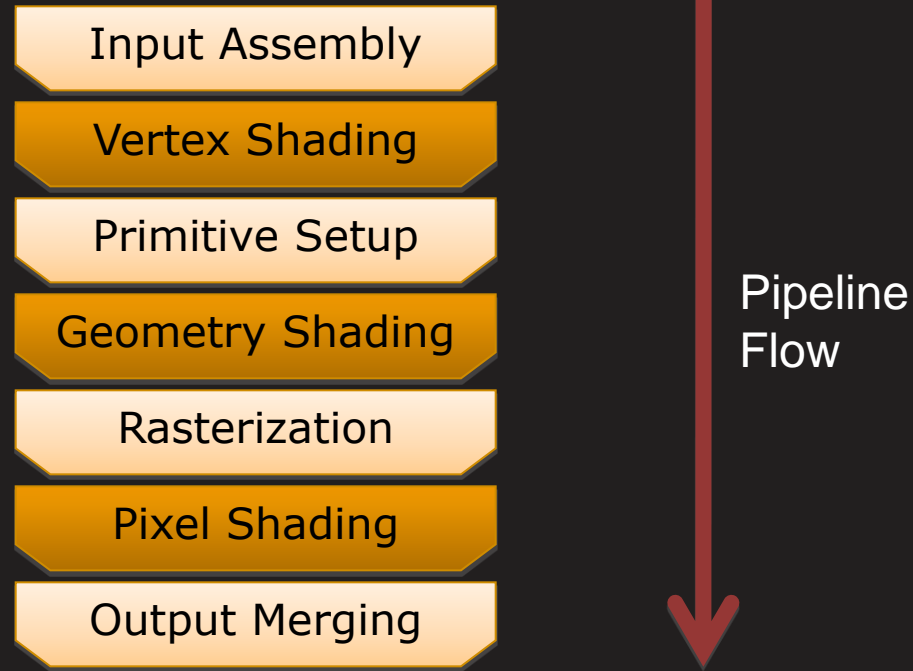 Input Assembly
Vertex Shading
Primitive Setup
Geometry Shading
Rasterization
Pixel Shading
Output Merging
Pipeline
Flow